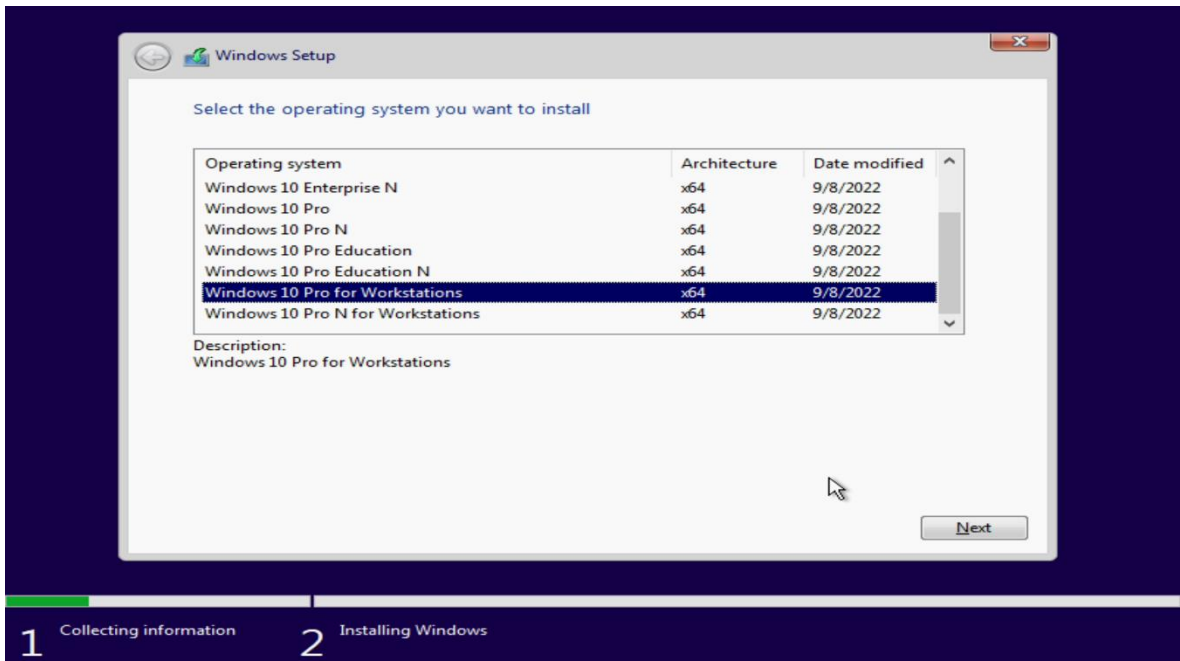 Windows Setup
Select the operating system you want to install
Operating system Architecture Date modified
Windows 10 Enterprise N x64 9/8/2022
Windows 10 Pro x64 9/8/2022
Windows 10 Pro N x64 9/8/2022
Windows 10 Pro Education x64 9/8/2022
Windows 10 Pro Education N x64 9/8/2022
Windows 10 Pro for Workstations x64 9/8/2022
Windows 10 Pro N for Workstations x64 9/8/2022
Description:
Windows 10 Pro for Workstations
Next
1 Collecting information 2 Installing Windows